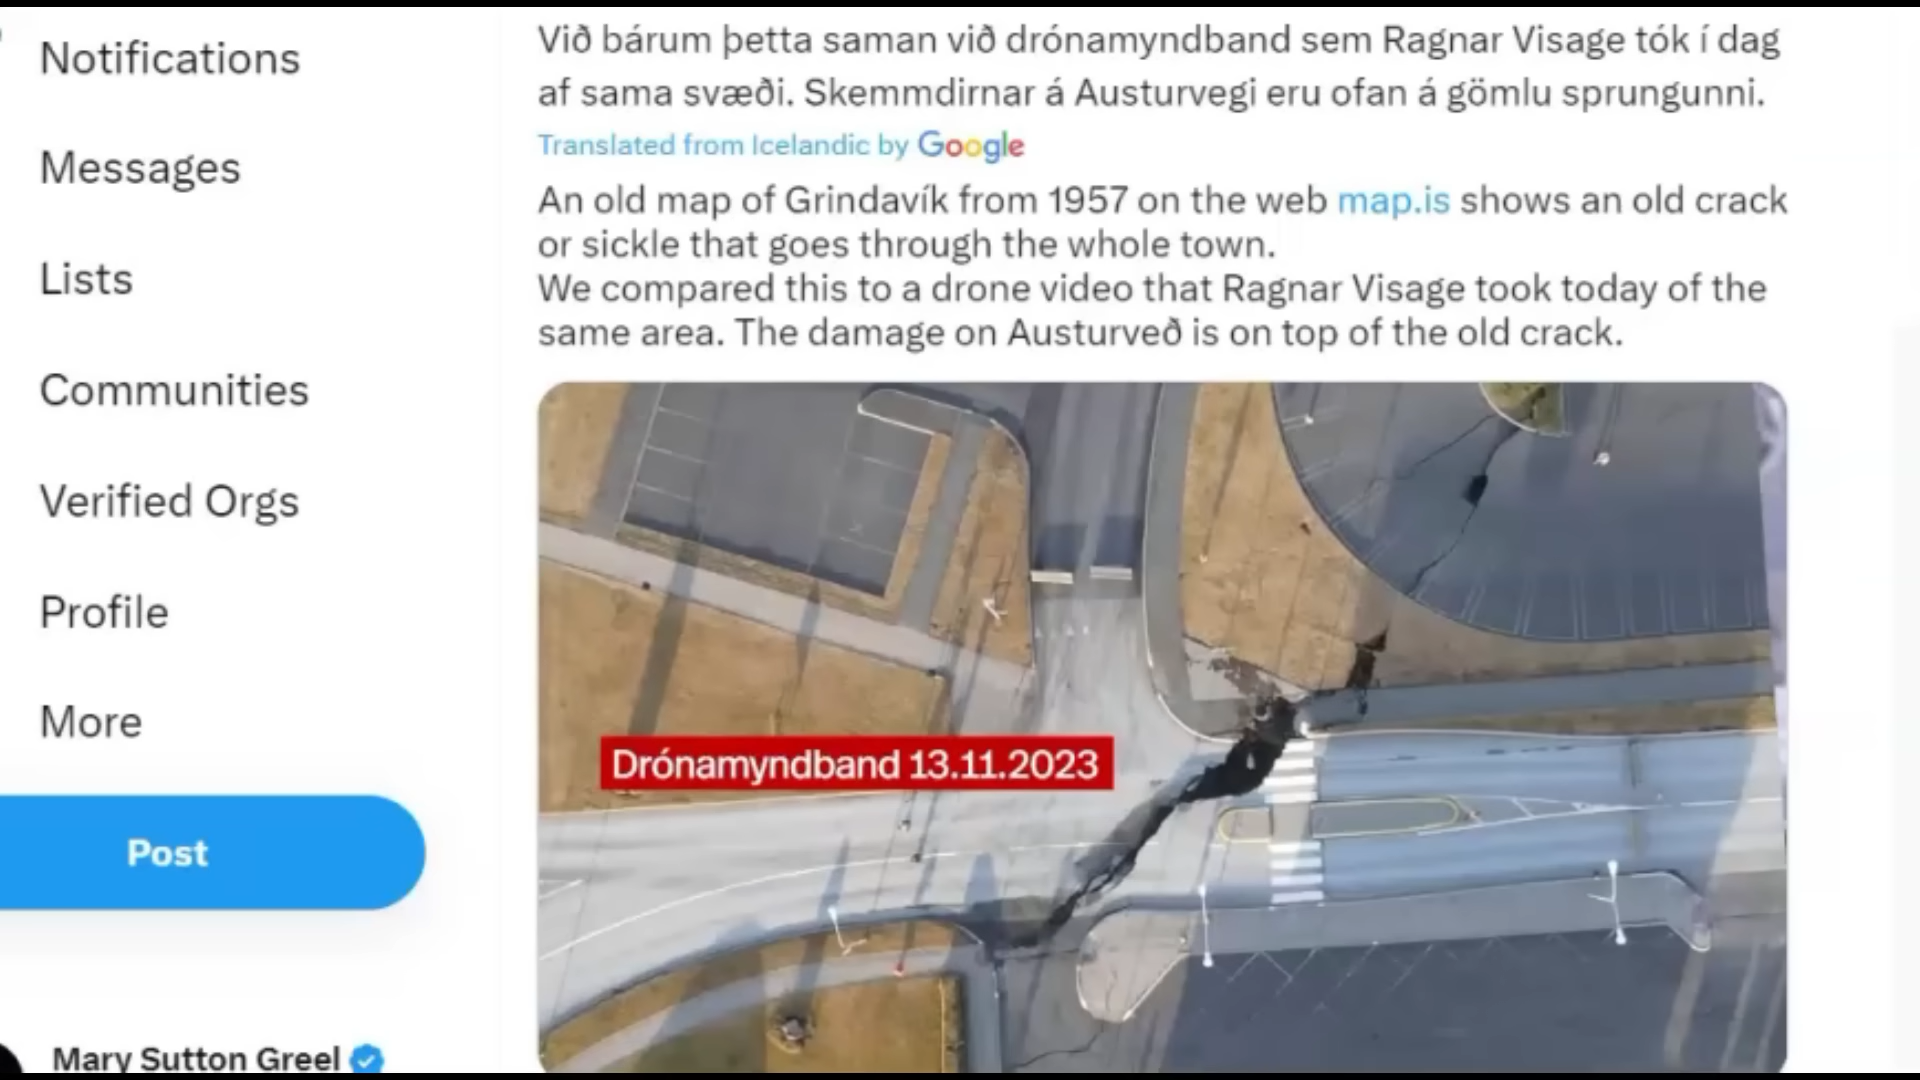 Notifications
Messages
Lists
Communities
Verified Orgs
Profile
More
Post
Mary Sutton Greel
Við bárum þetta saman við drónamyndband sem Ragnar Visage tók í dag
af sama svæði. Skemmdirnar á Austurvegi eru ofan á gömlu sprungunni.
Translated from Icelandic by Google
An old map of Grindavík from 1957 on the web map.is shows an old crack
or sickle that goes through the whole town.
We compared this to a drone video that Ragnar Visage took today of the
same area. The damage on Austurveð is on top of the old crack.
Drónamyndband 13.11.2023